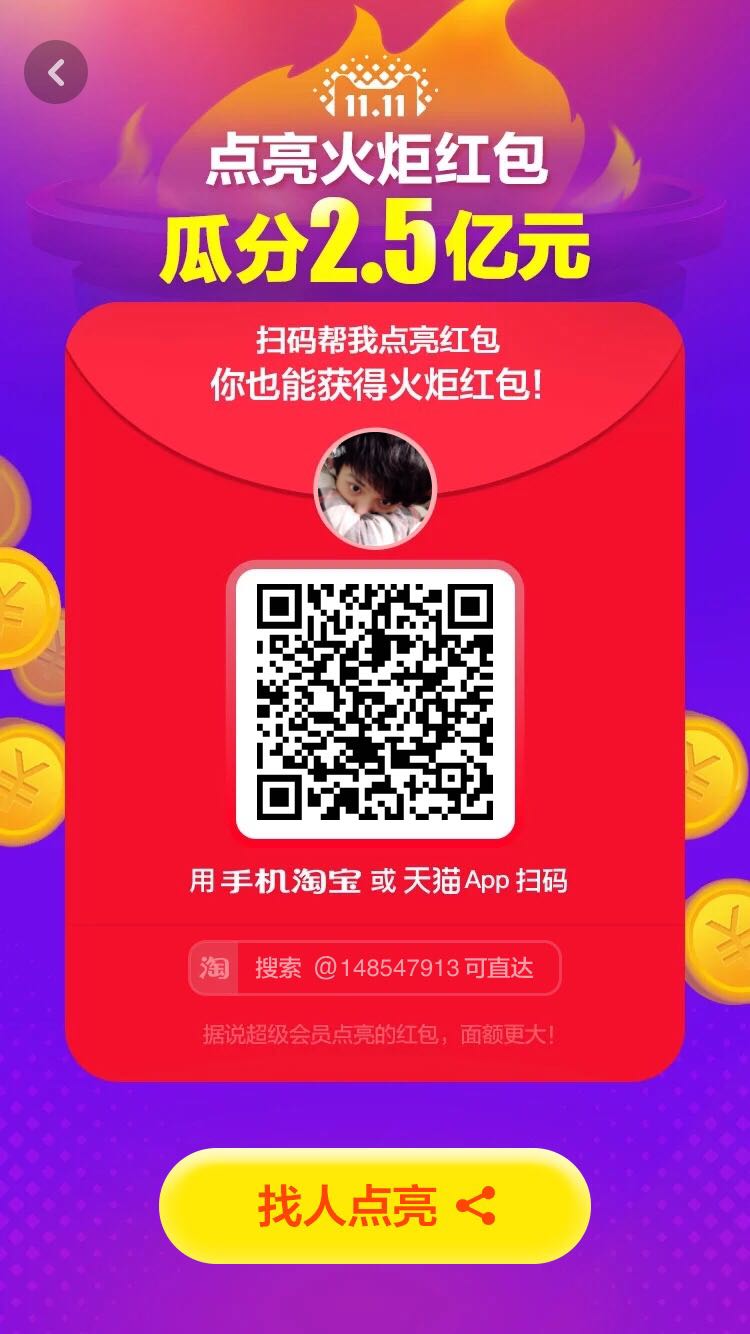 11.11
点亮火炬红包
瓜分2.5亿元
扫码帮我点亮红包
你也能获得火炬红包!
用 手机淘宝 或 天猫App 扫码
淘 搜索 @148547913 可直达
据说超级会员点亮的红包，面额更大!
找人点亮